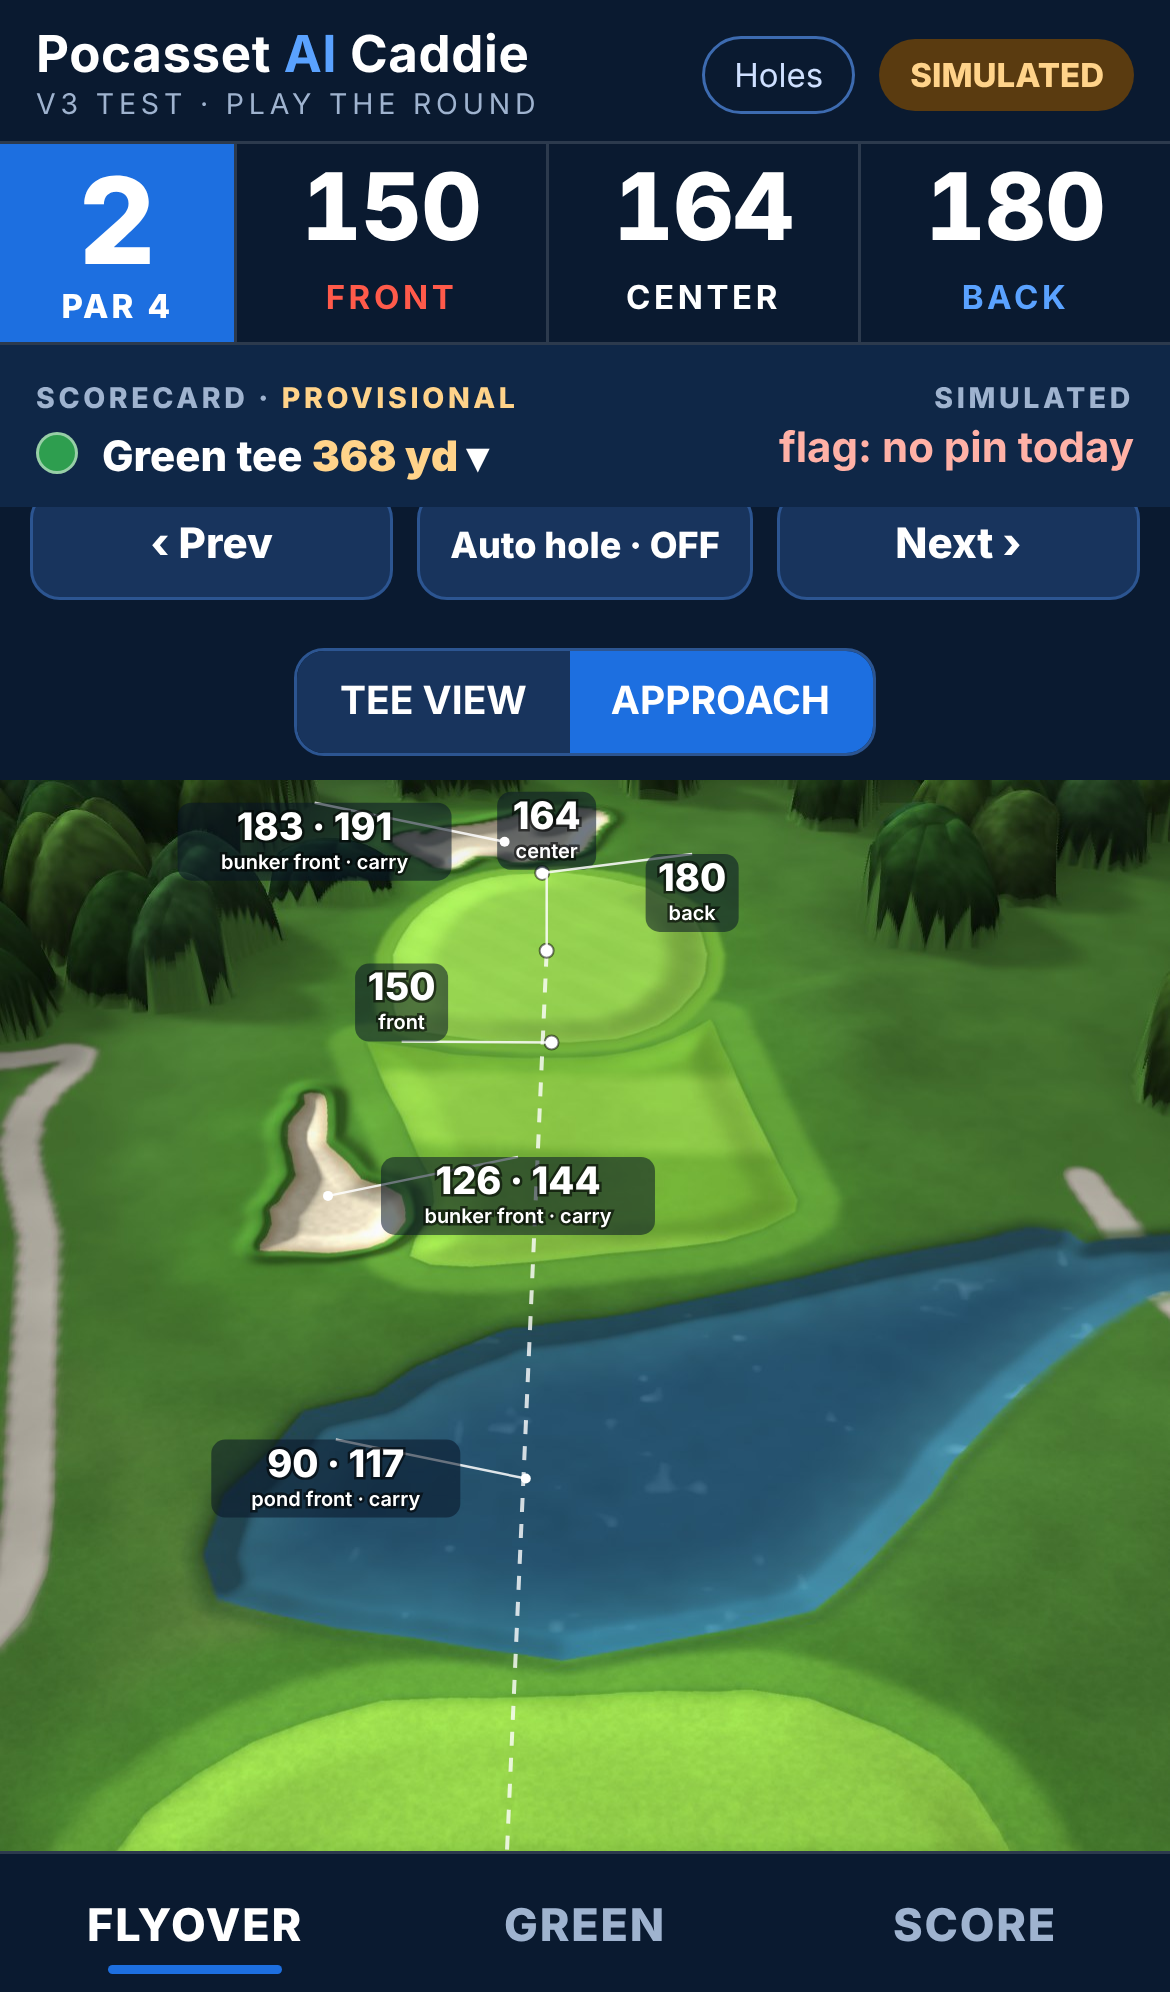 Pocasset AI Caddie
V3 TEST · PLAY THE ROUND
Holes
SIMULATED
2
PAR 4
150
FRONT
164
CENTER
180
BACK
SCORECARD · PROVISIONAL
Green tee 368 yd ▾
SIMULATED
flag: no pin today
‹ Prev
Auto hole · OFF
Next ›
TEE VIEW
APPROACH
183 · 191
bunker front · carry
164
center
180
back
150
front
126 · 144
bunker front · carry
90 · 117
pond front · carry
FLYOVER
GREEN
SCORE